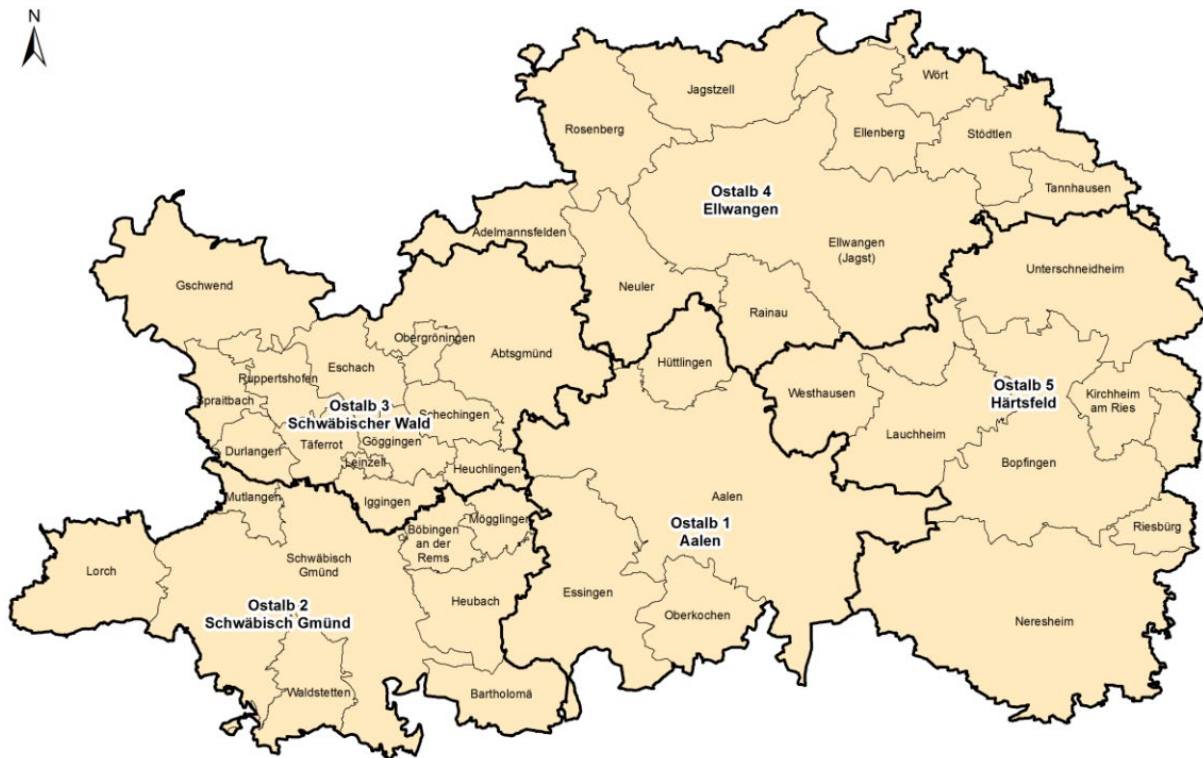 N
Wört
Jagstzell
Rosenberg
Ellenberg
Stödtlen
Tannhausen
Ostalb 4
Ellwangen
Adelmannsfelden
Ellwangen
(Jagst)
Unterschneidheim
Gschwend
Neuler
Rainau
Obergröningen
Abtsgmünd
Eschach
Hüttlingen
Ruppertshofen
Westhausen
Ostalb 5
Härtsfeld
Kirchheim
am Ries
Spraitbach
Ostalb 3
Schwäbischer Wald
Schechingen
Lauchheim
Täferrot
Göggingen
Durlangen
Leinzell
Heuchlingen
Bopfingen
Mutlangen
Iggingen
Aalen
Mögglingen
Böbingen
an der
Rems
Ostalb 1
Aalen
Riesbürg
Schwäbisch
Gmünd
Lorch
Essingen
Ostalb 2
Schwäbisch Gmünd
Heubach
Oberkochen
Neresheim
Waldstetten
Bartholomä